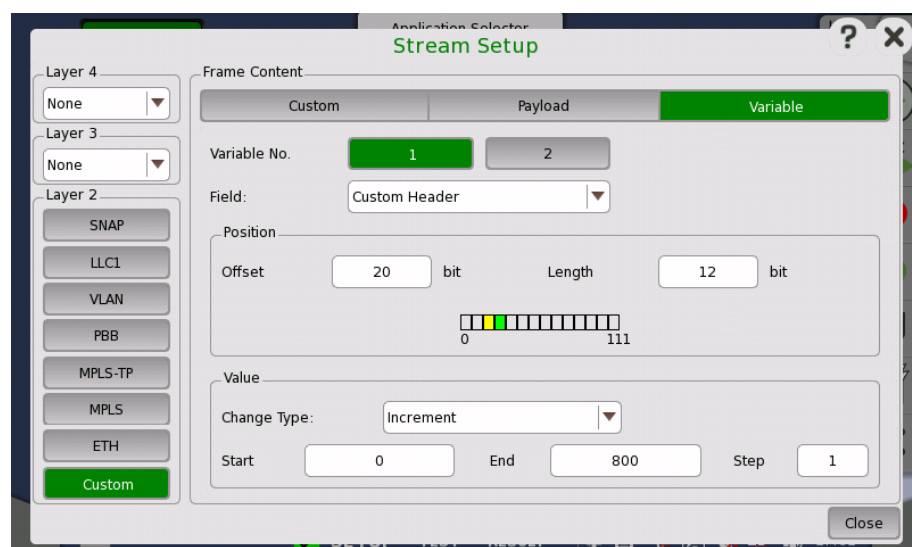 Application Selector
Stream Setup
? X
Layer 4
None
Layer 3
None
Layer 2
SNAP
LLC1
VLAN
PBB
MPLS-TP
MPLS
ETH
Custom
Frame Content
Custom Payload Variable
Variable No. 1 2
Field: Custom Header
Position
Offset 20 bit Length 12 bit
0 111
Value
Change Type: Increment
Start 0 End 800 Step 1
Close